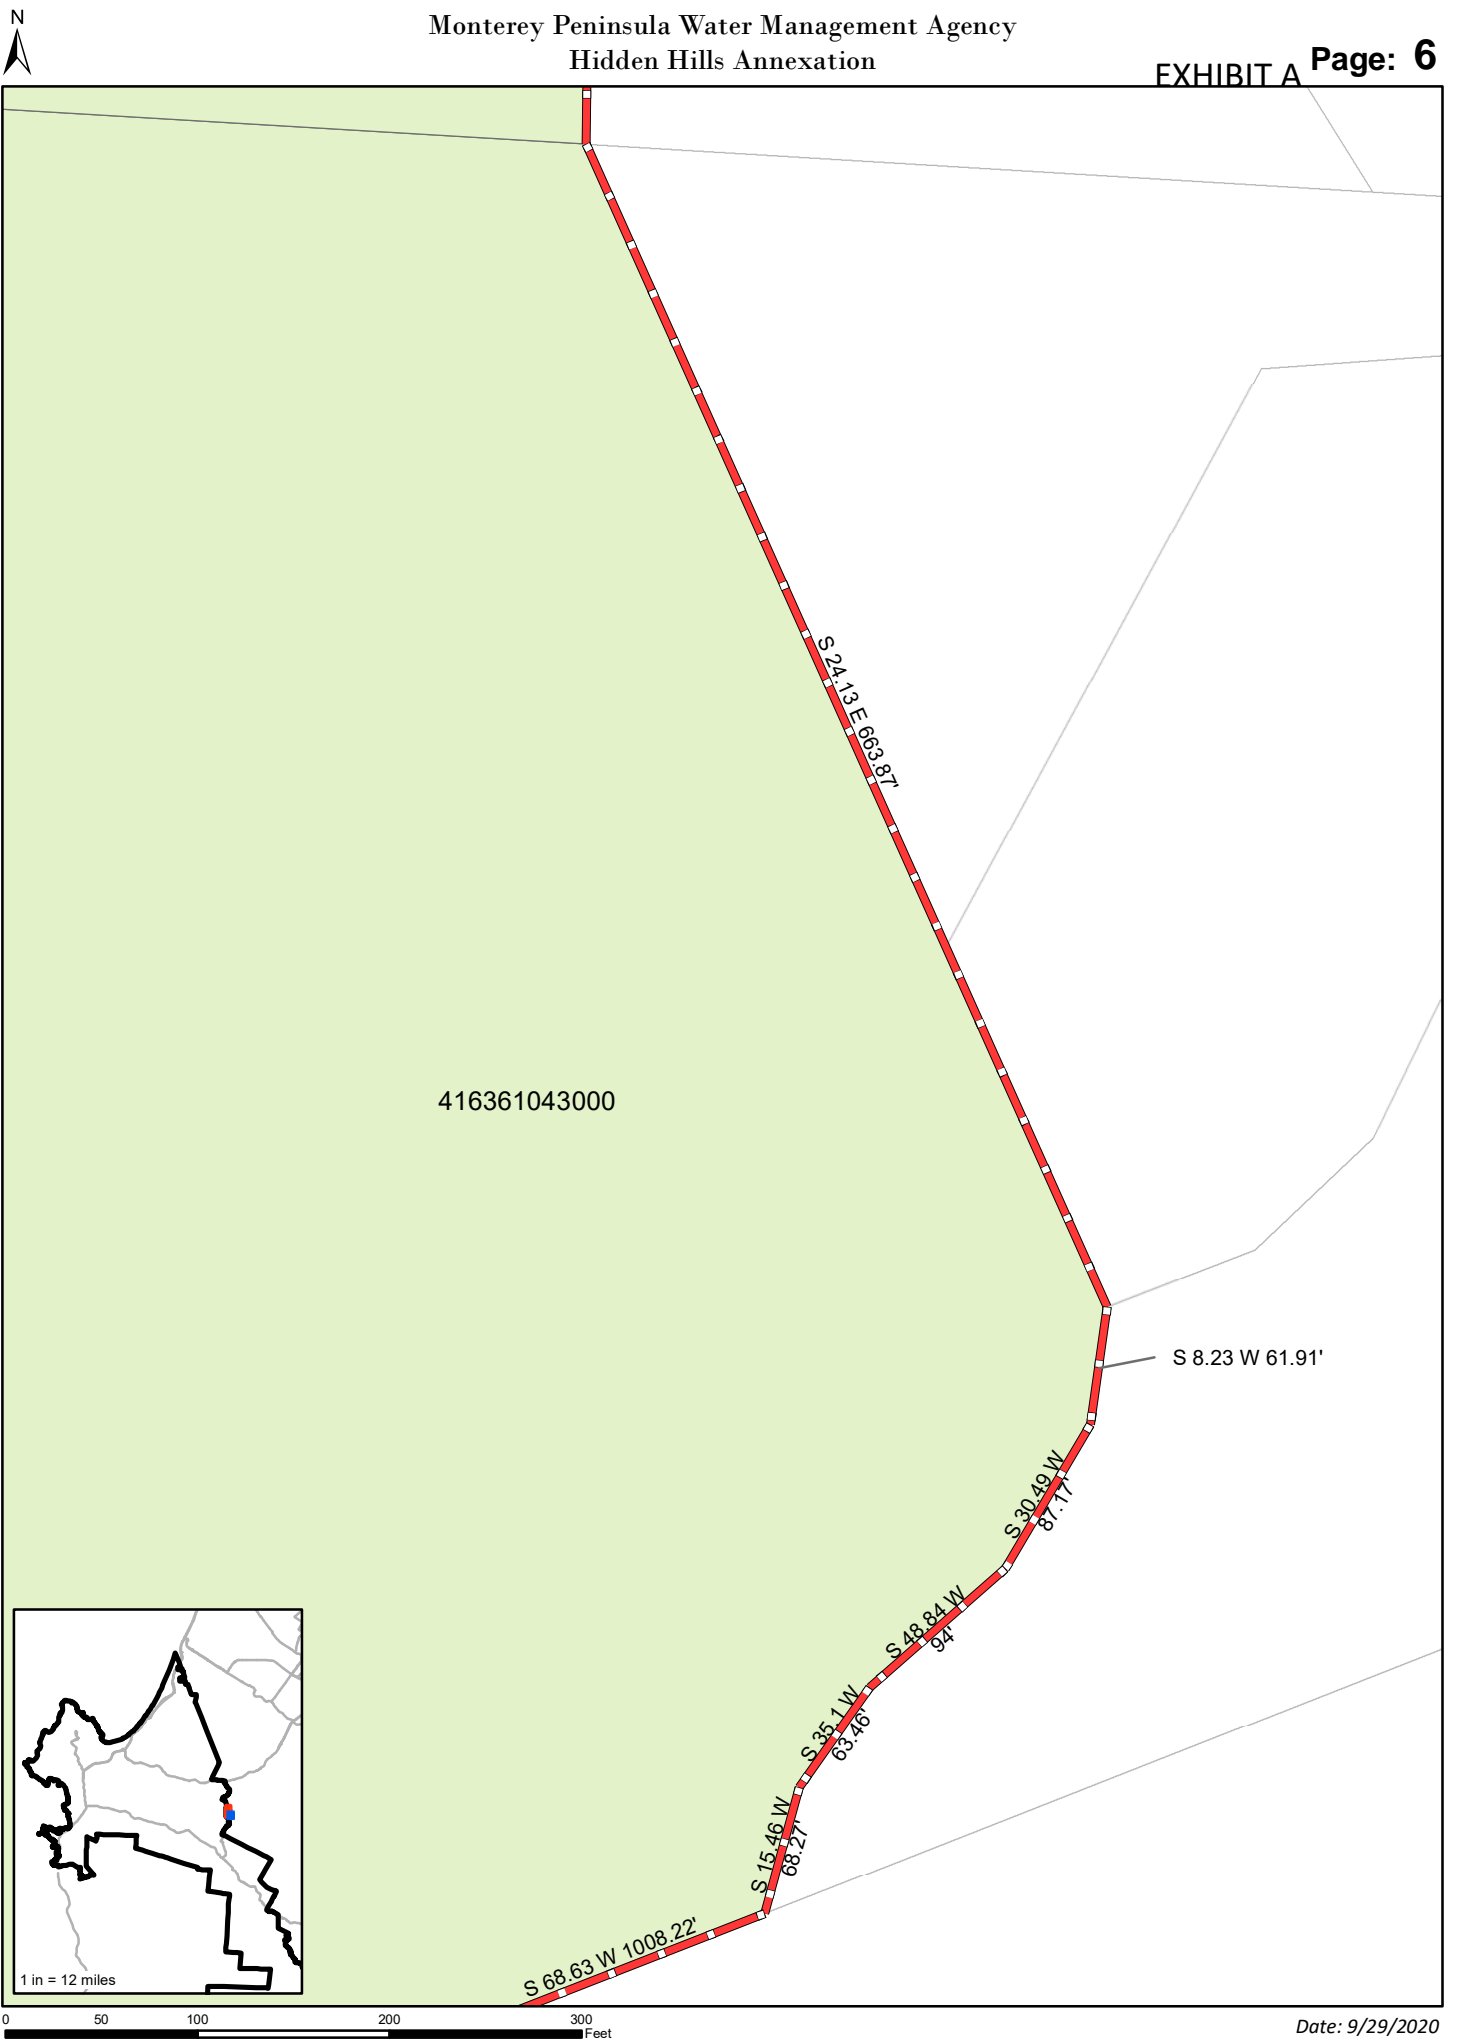 N
Monterey Peninsula Water Management Agency
Hidden Hills Annexation
EXHIBIT A
Page: 6
S 24.13 E 663.87'
416361043000
S 8.23 W 61.91'
S 30.49 W
87.17'
S 48.84 W
94'
S 35.1 W
63.46'
S 15.46 W
68.27'
S 68.63 W 1008.22'
1 in = 12 miles
0 50 100 200 300
Feet
Date: 9/29/2020